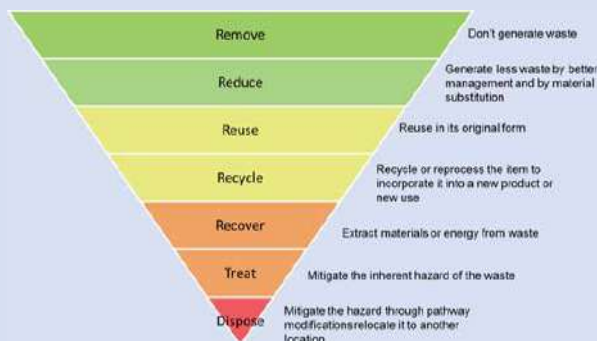 Remove
Don't generate waste
Reduce
Generate less waste by better
management and by material
substitution
Reuse
Reuse in its original form
Recycle
Recycle or reprocess the item to
incorporate it into a new product or
new use
Recover
Extract materials or energy from waste
Treat
Mitigate the inherent hazard of the waste
Dispose
Mitigate the hazard through pathway
modifications relocate it to another
location